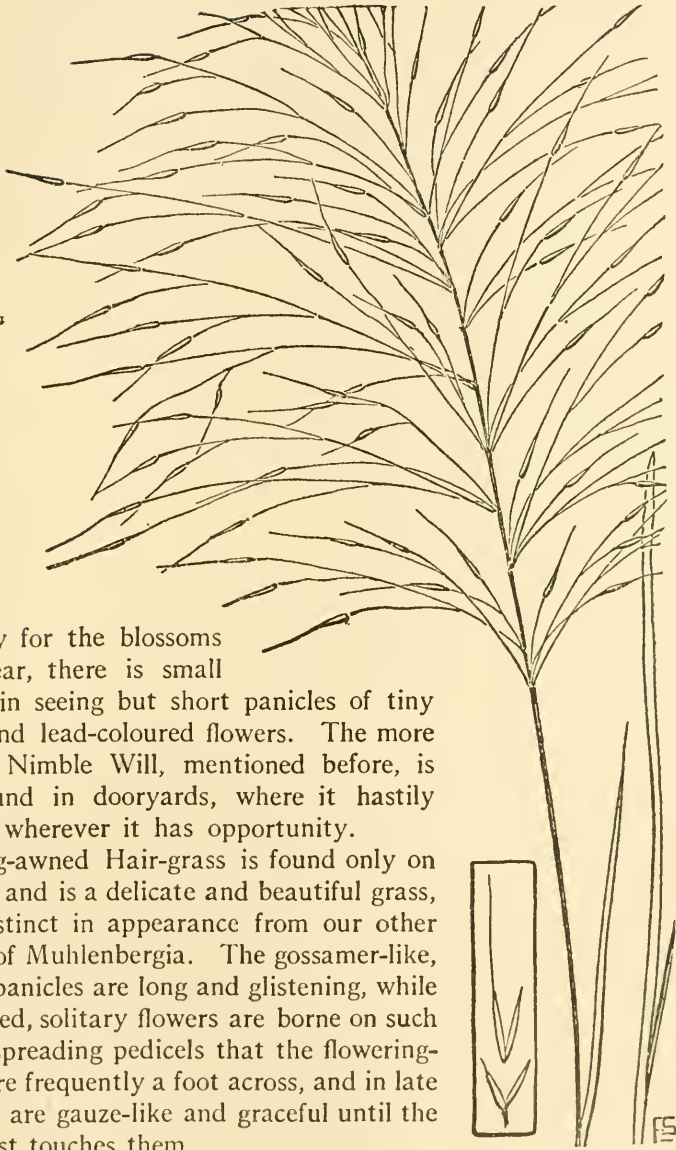 y for the blossoms
ear, there is small
in seeing but short panicles of tiny
nd lead-coloured flowers. The more
Nimble Will, mentioned before, is
und in dooryards, where it hastily
wherever it has opportunity.
g-awned Hair-grass is found only on
and is a delicate and beautiful grass,
stinct in appearance from our other
of Muhlenbergia. The gossamer-like,
panicles are long and glistening, while
ed, solitary flowers are borne on such
spreading pedicels that the flowering-
re frequently a foot across, and in late
are gauze-like and graceful until the
st touches them